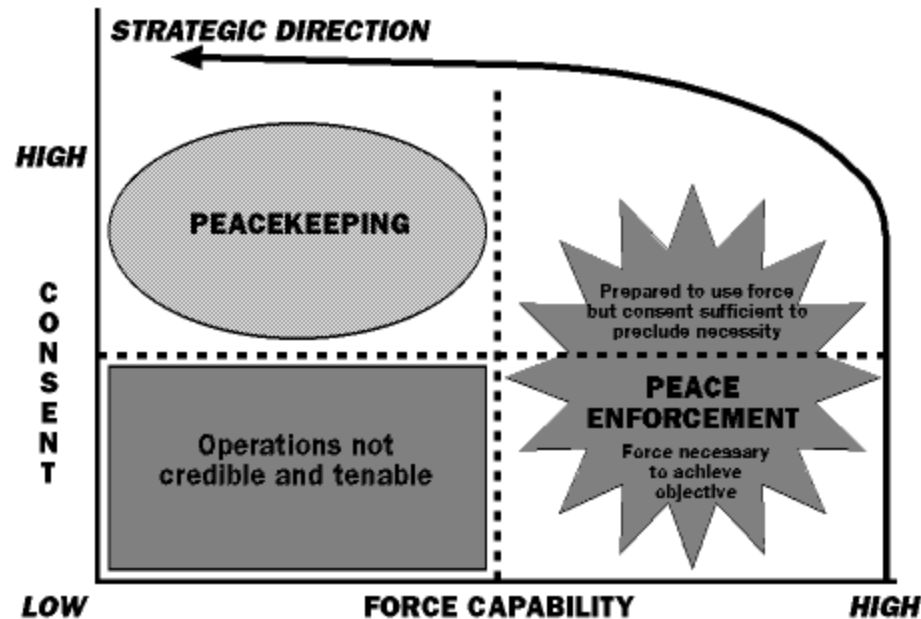 STRATEGIC DIRECTION
HIGH
PEACEKEEPING
Prepared to use force
but consent sufficient to
preclude necessity
CONSENT
PEACE
ENFORCEMENT
Operations not
credible and tenable
Force necessary
to achieve
objective
LOW
FORCE CAPABILITY
HIGH